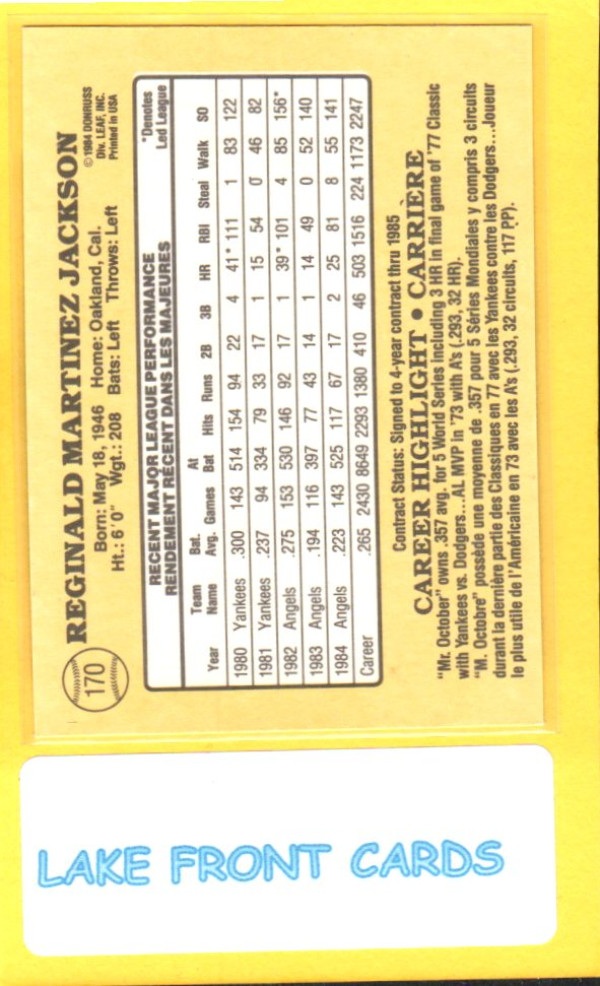 170
REGINALD MARTINEZ JACKSON
Born: May 18, 1946 Home: Oakland, Cal.
Ht.: 6'0" Wgt.: 208 Bats: Left Throws: Left
© 1984 DONRUSS
Div. LEAF, INC.
Printed in USA
RECENT MAJOR LEAGUE PERFORMANCE
RENDEMENT RÉCENT DANS LES MAJEURES
*Denotes
Led League
Year Team Name Bat. Avg. Games At Bat Hits Runs 2B 3B HR RBI Steal Walk SO
1980 Yankees .300 143 514 154 94 22 4 41* 111 1 83 122
1981 Yankees .237 94 334 79 33 17 1 15 54 0 46 82
1982 Angels .275 153 530 146 92 17 1 39* 101 4 85 156*
1983 Angels .194 116 397 77 43 14 1 14 49 0 52 140
1984 Angels .223 143 525 117 67 17 2 25 81 8 55 141
Career .265 2430 8649 2293 1380 410 46 503 1516 224 1173 2247
Contract Status: Signed to 4-year contract thru 1985
CAREER HIGHLIGHT • CARRIÈRE
"Mr. October" owns .357 avg. for 5 World Series including 3 HR in final game of '77 Classic
with Yankees vs. Dodgers...AL MVP in '73 with A's (.293, 32 HR).
"M. Octobre" possède une moyenne de .357 pour 5 Séries Mondiales y compris 3 circuits
durant la dernière partie des Classiques en 77 avec les Yankees contre les Dodgers...Joueur
le plus utile de l'Américaine en 73 avec les A's (.293, 32 circuits, 117 PP).
LAKE FRONT CARDS